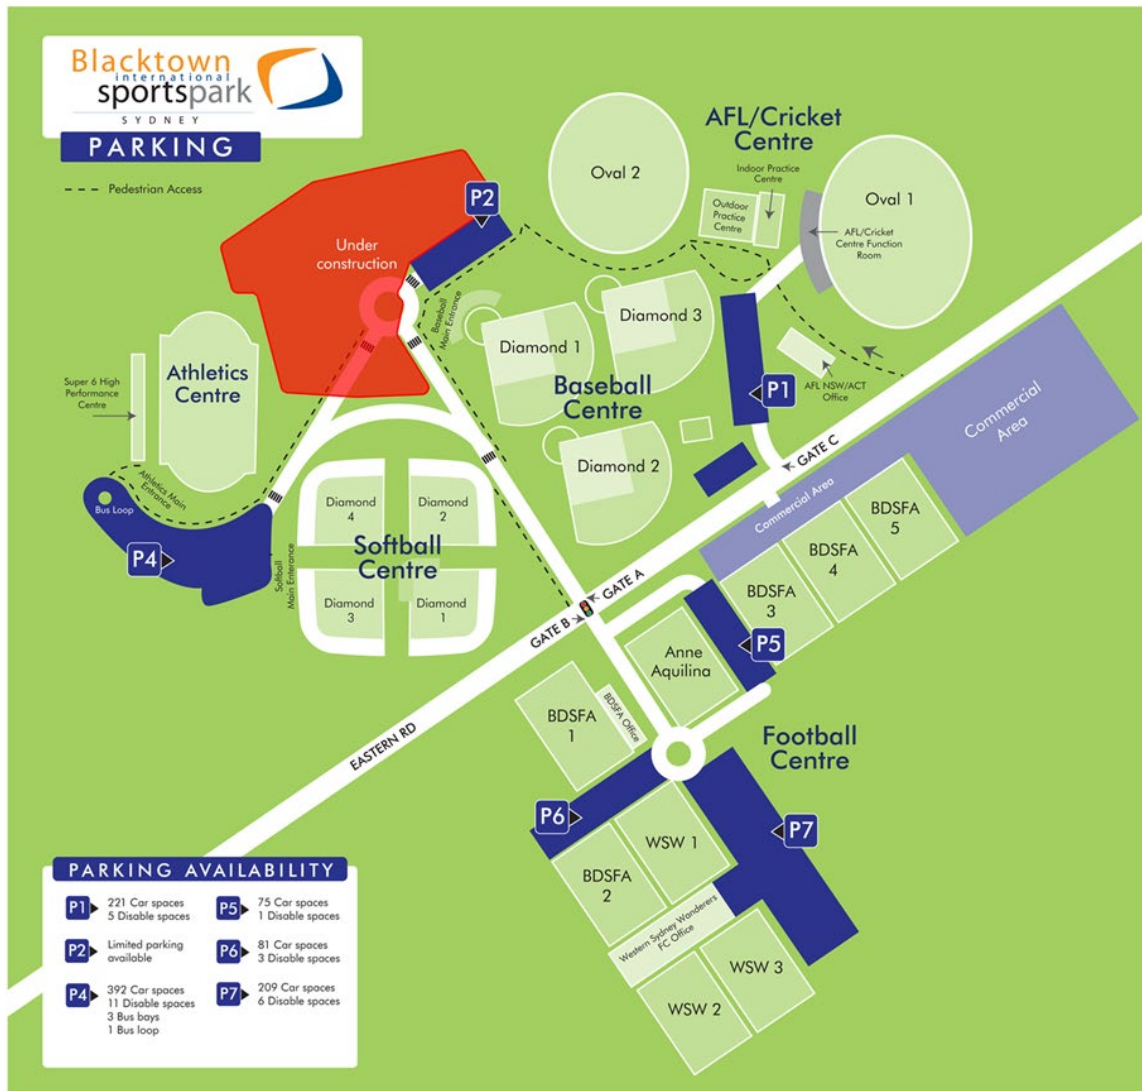 Blacktown
international
sportspark
SYDNEY
PARKING
Pedestrian Access
P2
Under
construction
Oval 2
AFL/Cricket
Centre
Indoor Practice
Centre
Outdoor
Practice
Centre
Oval 1
AFL/Cricket
Centre Function
Room
Baseball
Main Entrance
Diamond 1
Diamond 3
Baseball
Centre
Diamond 2
P1
AFL NSW/ACT
Office
Super 6 High
Performance
Centre
Athletics
Centre
Athletics Main
Entrance
Bus Loop
P4
Softball
Main Enterance
Diamond
4
Diamond
2
Softball
Centre
Diamond
3
Diamond
1
GATE C
Commercial
Area
Commercial Area
BDSFA
5
BDSFA
4
BDSFA
3
GATE A
GATE B
P5
Anne
Aquilina
BDSFA
1
BDSFA Office
EASTERN RD
Football
Centre
P6
P7
WSW 1
BDSFA
2
Western Sydney Wanderers
FC Office
WSW 3
WSW 2
PARKING AVAILABILITY
P1 221 Car spaces
5 Disable spaces
P2 Limited parking
available
P4 392 Car spaces
11 Disable spaces
3 Bus bays
1 Bus loop
P5 75 Car spaces
1 Disable spaces
P6 81 Car spaces
3 Disable spaces
P7 209 Car spaces
6 Disable spaces